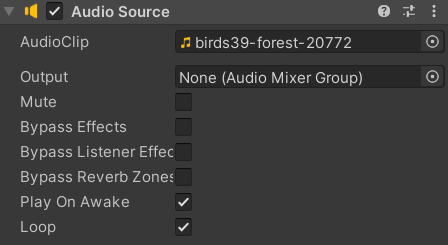 Audio Source
AudioClip birds39-forest-20772
Output None (Audio Mixer Group)
Mute
Bypass Effects
Bypass Listener Effec
Bypass Reverb Zones
Play On Awake
Loop